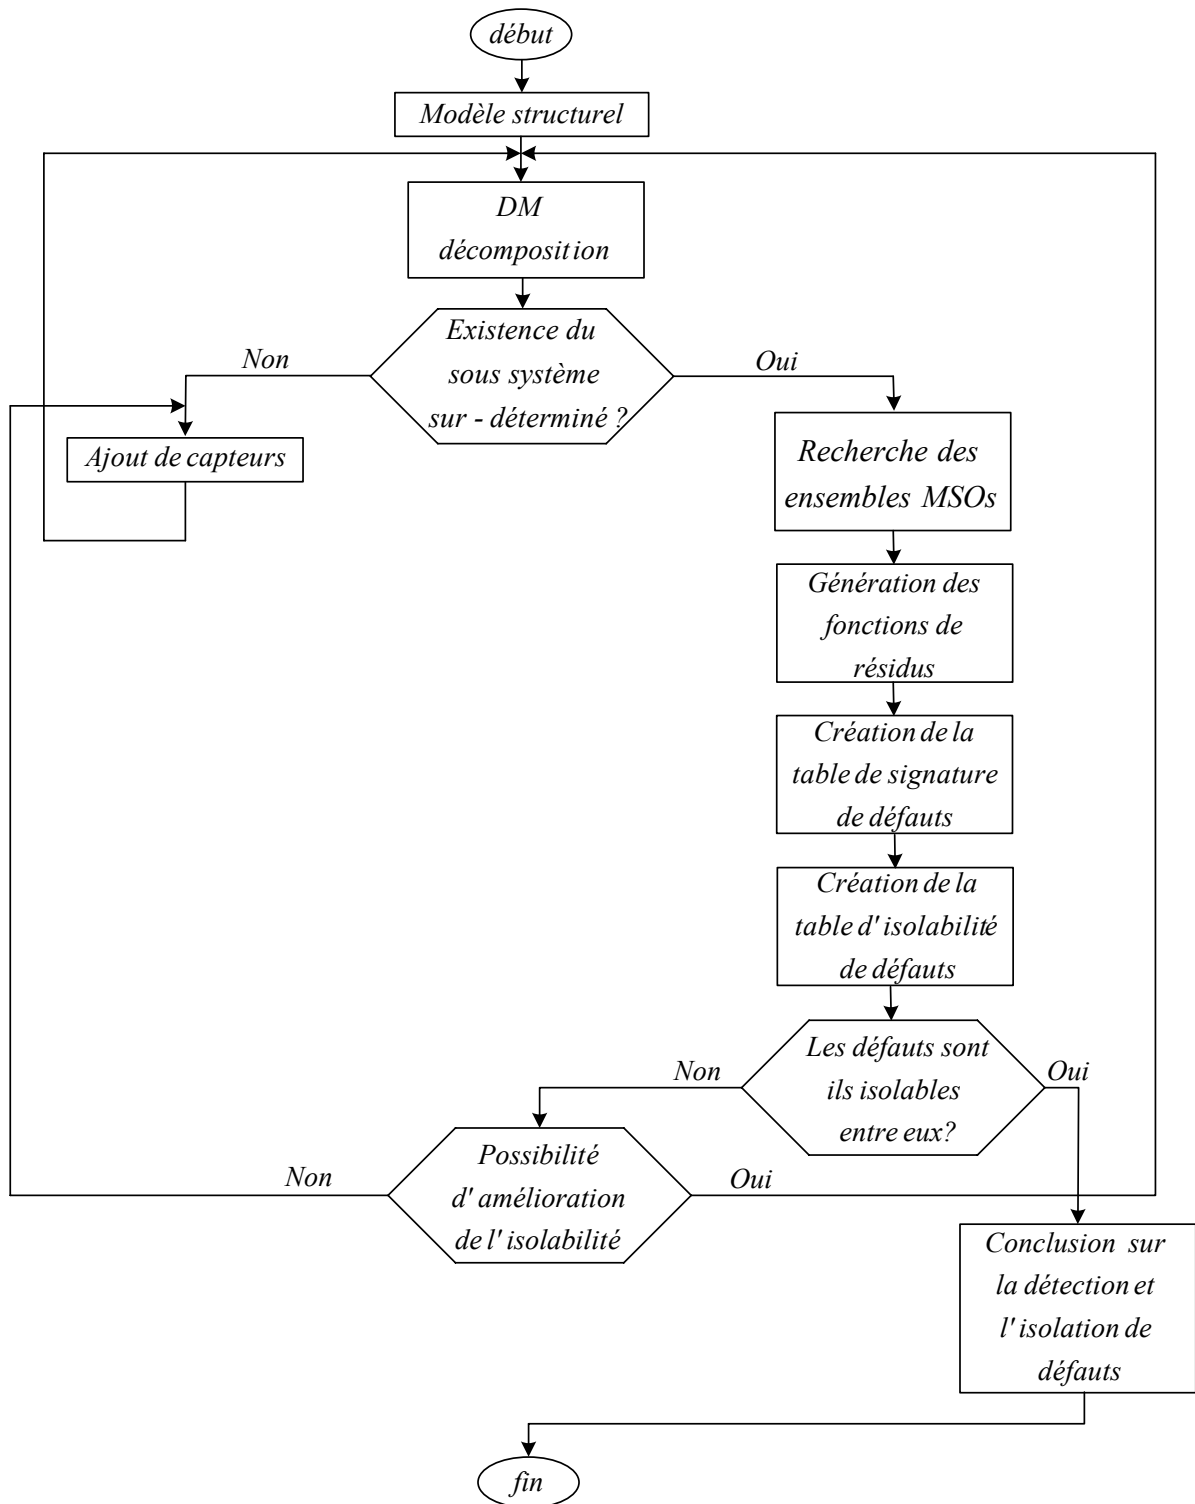 début
Modèle structurel
DM
décomposition
Existence du
sous système
sur - déterminé ?
Non
Oui
Ajout de capteurs
Recherche des
ensembles MSOs
Génération des
fonctions de
résidus
Création de la
table de signature
de défauts
Création de la
table d' isolabilité
de défauts
Les défauts sont
ils isolables
entre eux?
Non
Oui
Possibilité
d' amélioration
de l' isolabilité
Non
Oui
Conclusion sur
la détection et
l' isolation de
défauts
fin